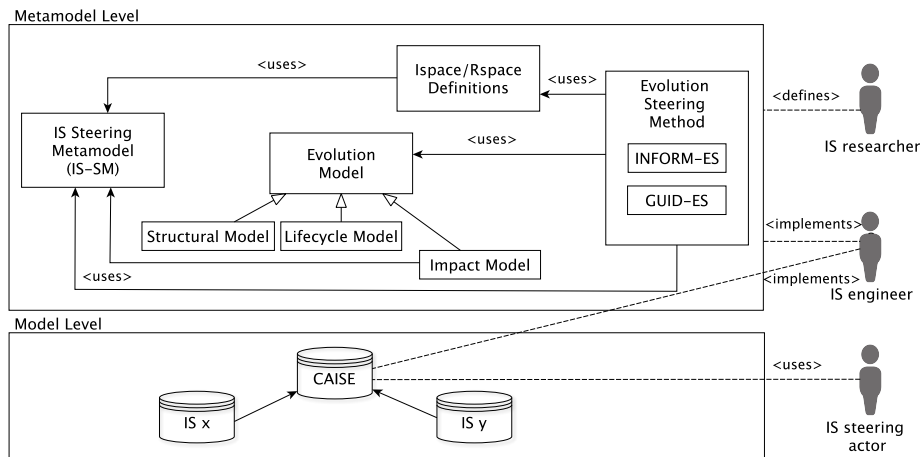 Metamodel Level
<uses>
Ispace/Rspace
Definitions
<uses>
Evolution
Steering
Method
INFORM-ES
GUID-ES
IS Steering
Metamodel
(IS-SM)
Evolution
Model
<uses>
Structural Model
Lifecycle Model
Impact Model
<uses>
<defines>
IS researcher
<implements>
<implements>
IS engineer
Model Level
CAISE
IS x
IS y
<uses>
IS steering
actor